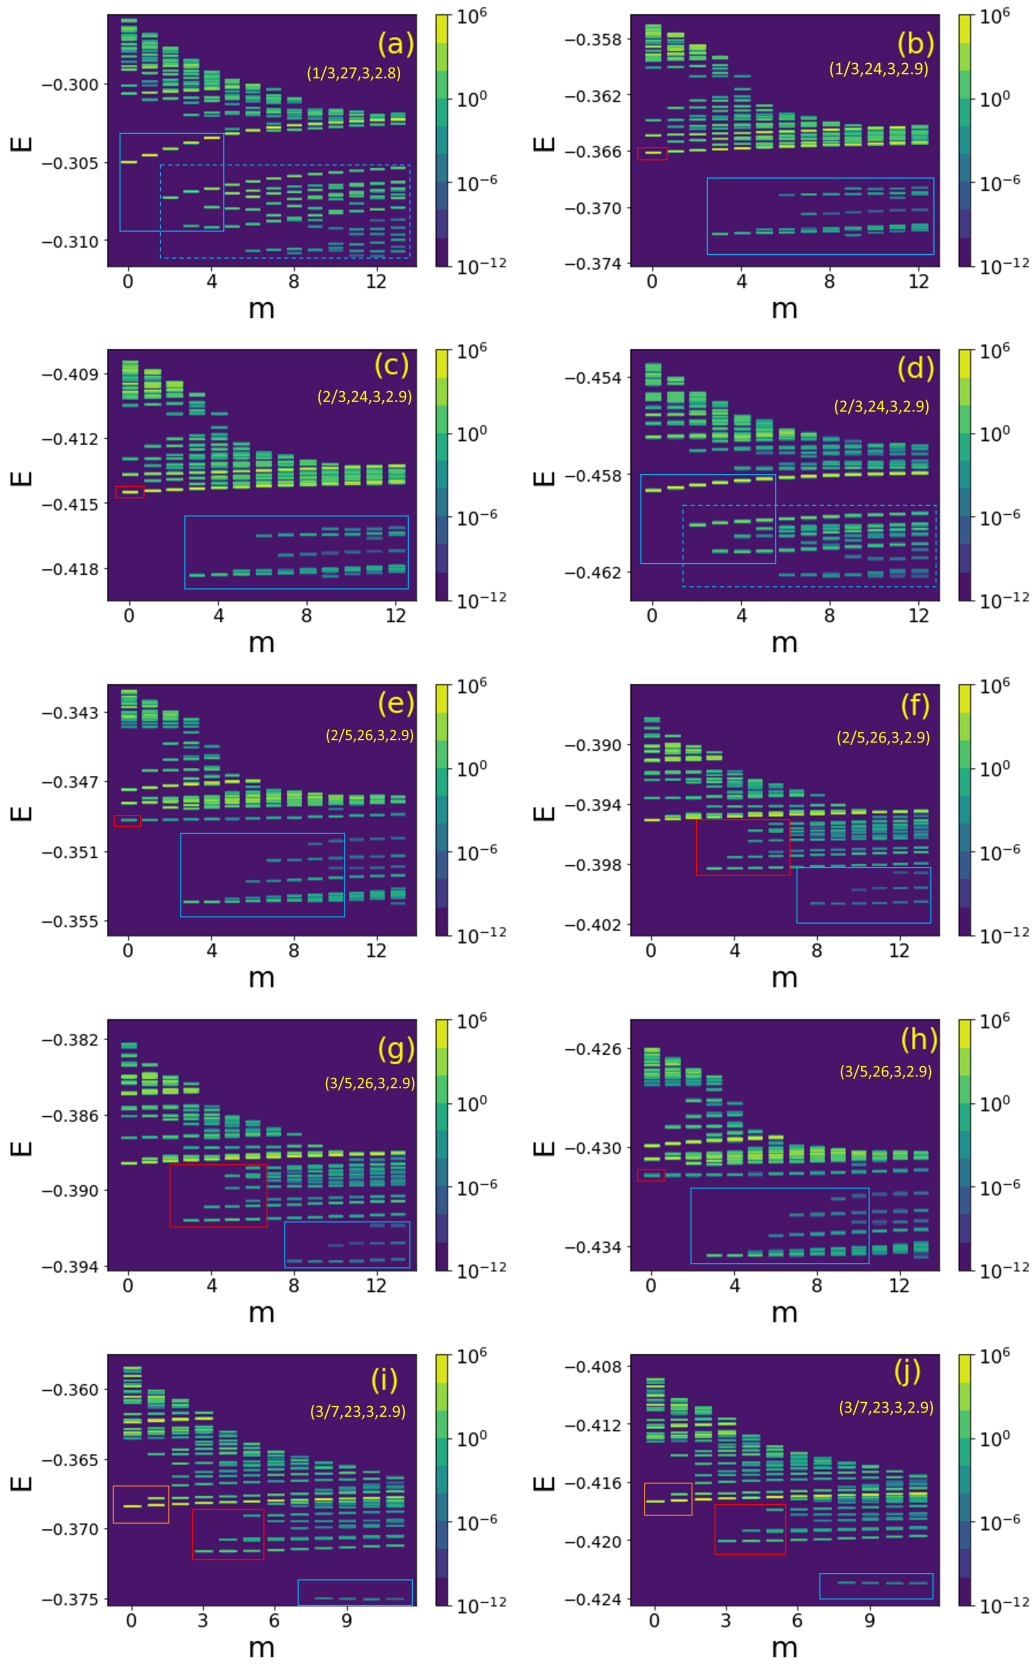 (a)
(1/3,27,3,2.8)
E
−0.300
−0.305
−0.310
0 4 8 12
m
10^6
10^0
10^−6
10^−12
(b)
(1/3,24,3,2.9)
E
−0.358
−0.362
−0.366
−0.370
−0.374
0 4 8 12
m
10^6
10^0
10^−6
10^−12
(c)
(2/3,24,3,2.9)
E
−0.409
−0.412
−0.415
−0.418
0 4 8 12
m
10^6
10^0
10^−6
10^−12
(d)
(2/3,24,3,2.9)
E
−0.454
−0.458
−0.462
0 4 8 12
m
10^6
10^0
10^−6
10^−12
(e)
(2/5,26,3,2.9)
E
−0.343
−0.347
−0.351
−0.355
0 4 8 12
m
10^6
10^0
10^−6
10^−12
(f)
(2/5,26,3,2.9)
E
−0.390
−0.394
−0.398
−0.402
0 4 8 12
m
10^6
10^0
10^−6
10^−12
(g)
(3/5,26,3,2.9)
E
−0.382
−0.386
−0.390
−0.394
0 4 8 12
m
10^6
10^0
10^−6
10^−12
(h)
(3/5,26,3,2.9)
E
−0.426
−0.430
−0.434
0 4 8 12
m
10^6
10^0
10^−6
10^−12
(i)
(3/7,23,3,2.9)
E
−0.360
−0.365
−0.370
−0.375
0 3 6 9
m
10^6
10^0
10^−6
10^−12
(j)
(3/7,23,3,2.9)
E
−0.408
−0.412
−0.416
−0.420
−0.424
0 3 6 9
m
10^6
10^0
10^−6
10^−12